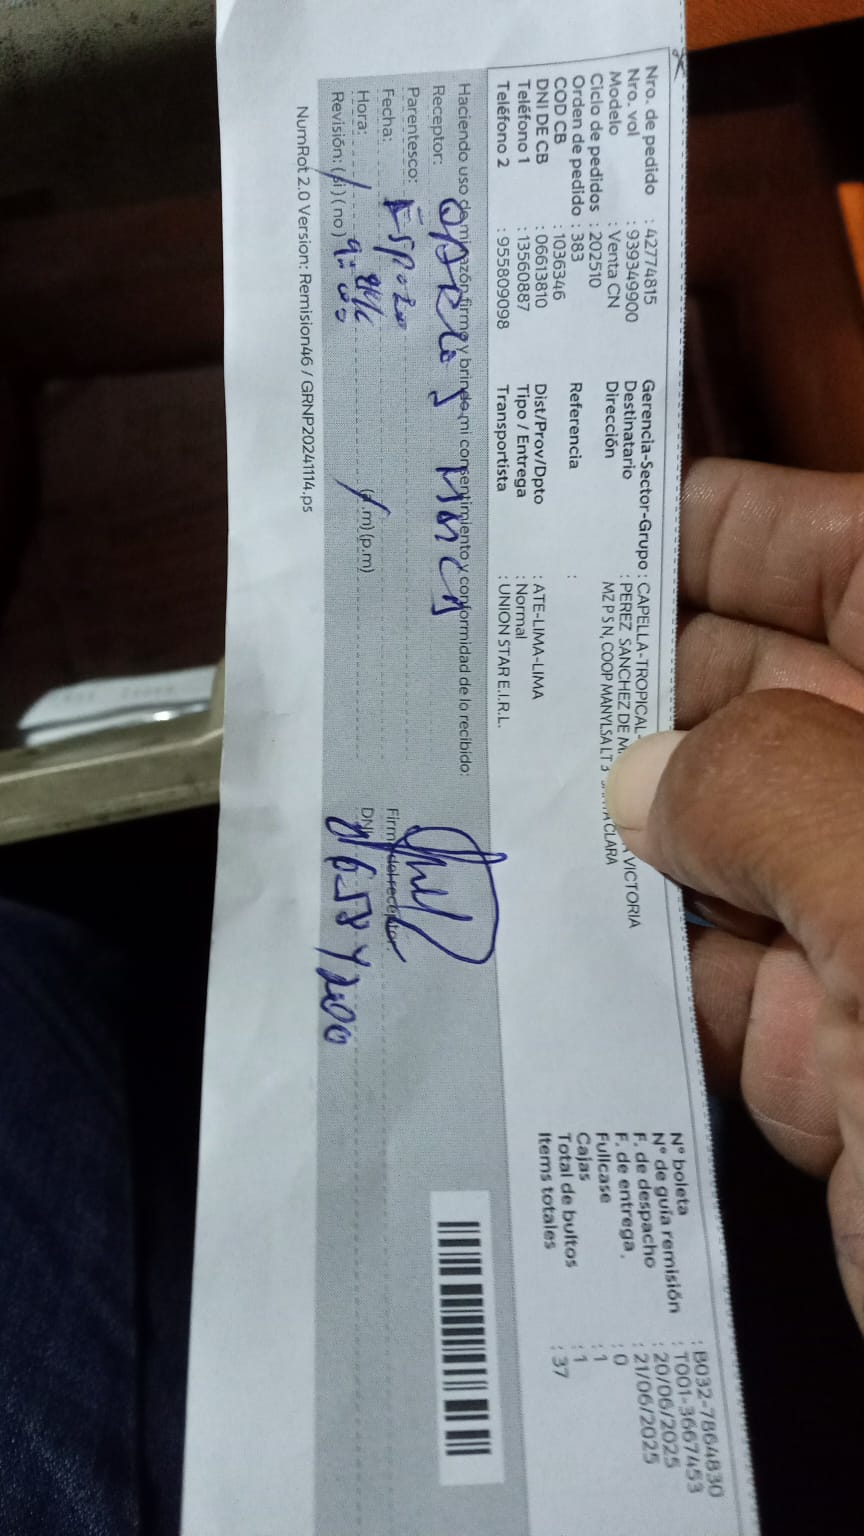 Nro. de pedido : 42774815
Nro. vol : 939349900
Modelo : Venta CN
Ciclo de pedidos : 202510
Orden de pedido : 383
COD CB : 1036346
DNI DE CB : 06613810
Teléfono 1 : 13560887
Teléfono 2 : 955809098
Gerencia-Sector-Grupo : CAPELLA-TROPICAL-
Destinatario : PEREZ SANCHEZ DE M VICTORIA
Dirección MZ P S N, COOP MANYLSA LT 3 CLARA
Referencia :
Dist/Prov/Dpto : ATE-LIMA-LIMA
Tipo / Entrega : Normal
Transportista : UNION STAR E.I.R.L.
N° boleta : B032-7864830
N° de guía remisión : T001-3667453
F. de despacho : 20/06/2025
F. de entrega : 21/06/2025
Fullcase : 0
Cajas : 1
Total de bultos : 1
Items totales : 37
Haciendo uso de mi razón firmo y brindo mi consentimiento y conformidad de lo recibido:
Receptor:
Parentesco: Esposo
Fecha:
Hora: (a.m) (p.m)
Revisión: (si) (no)
Firma del receptor
DNI
NumRot 2.0 Version: Remision46 / GRNP20241114.ps